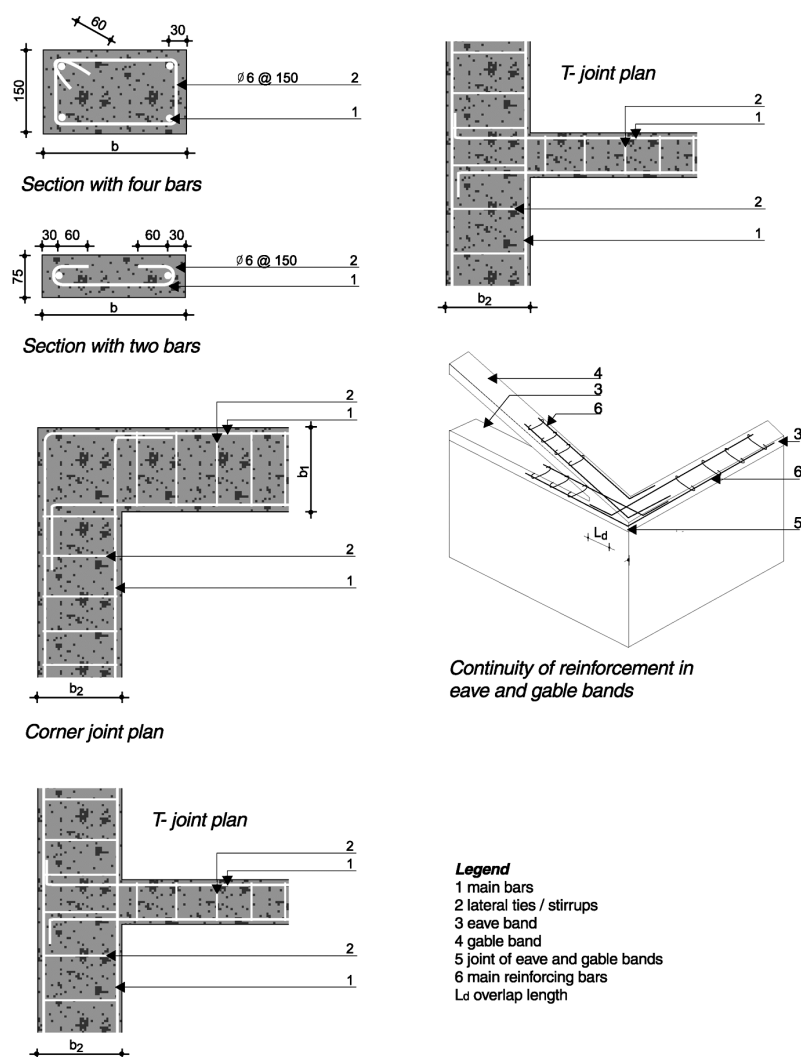 60
30
150
Ø6 @ 150
2
1
b
Section with four bars
30 60 60 30
75
Ø6 @ 150
2
1
b
Section with two bars
2
1
b1
2
1
b2
Corner joint plan
T- joint plan
2
1
2
1
b2
T- joint plan
2
1
2
1
b2
4
3
6
3
6
5
Ld
Continuity of reinforcement in
eave and gable bands
Legend
1 main bars
2 lateral ties / stirrups
3 eave band
4 gable band
5 joint of eave and gable bands
6 main reinforcing bars
Ld overlap length